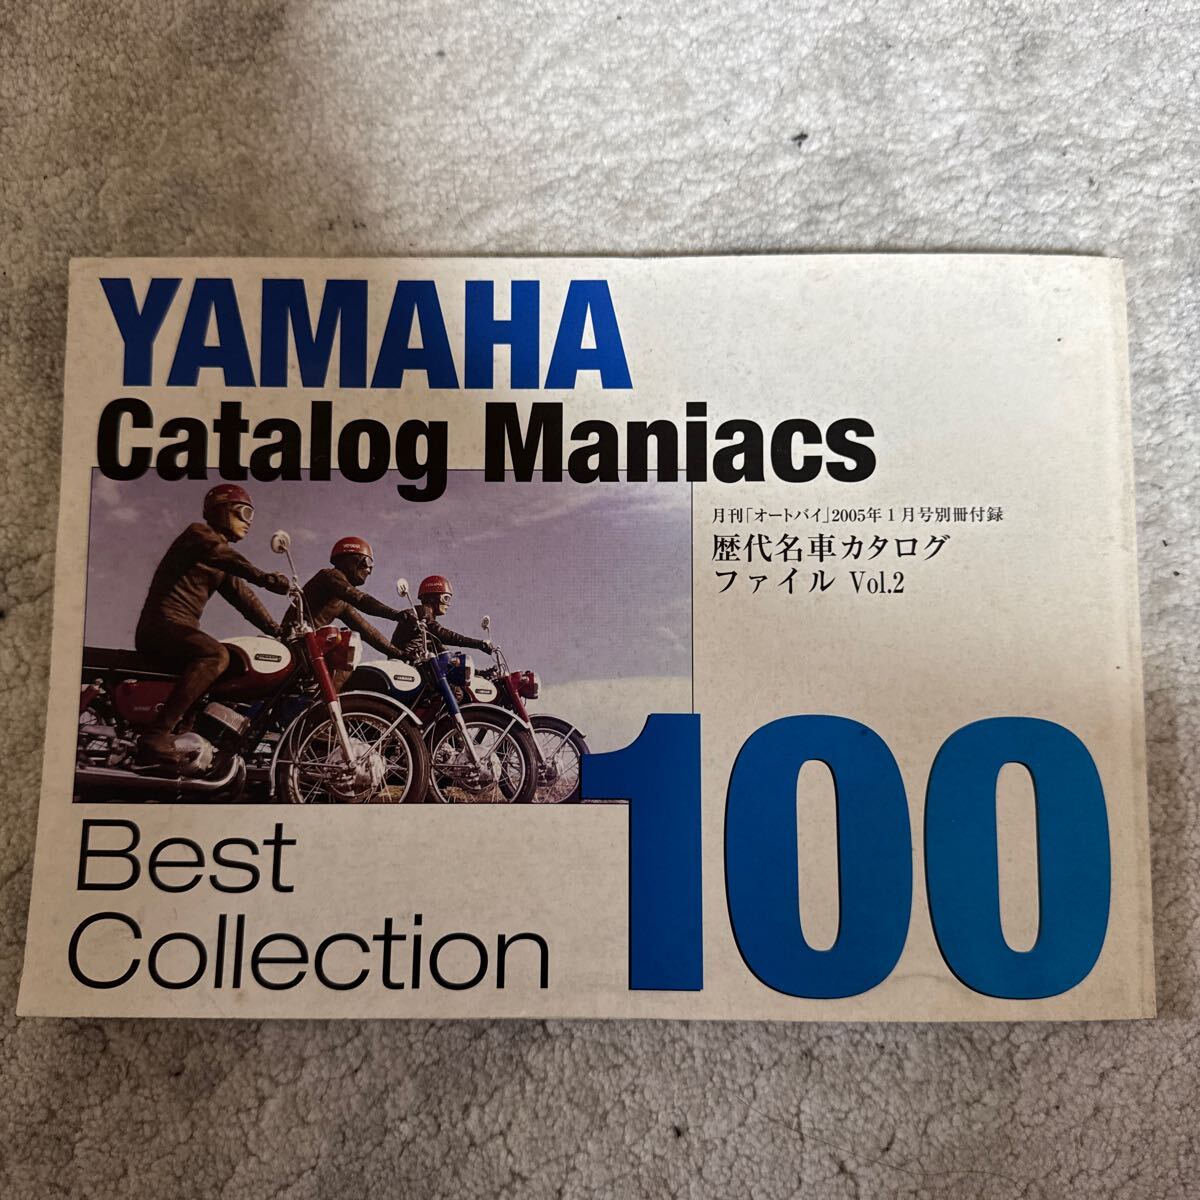 YAMAHA
Catalog Maniacs
月刊「オートバイ」2005年1月号別冊付録
歴代名車カタログ
ファイル Vol.2
YAMAHA
YAMAHA
Best
Collection
100